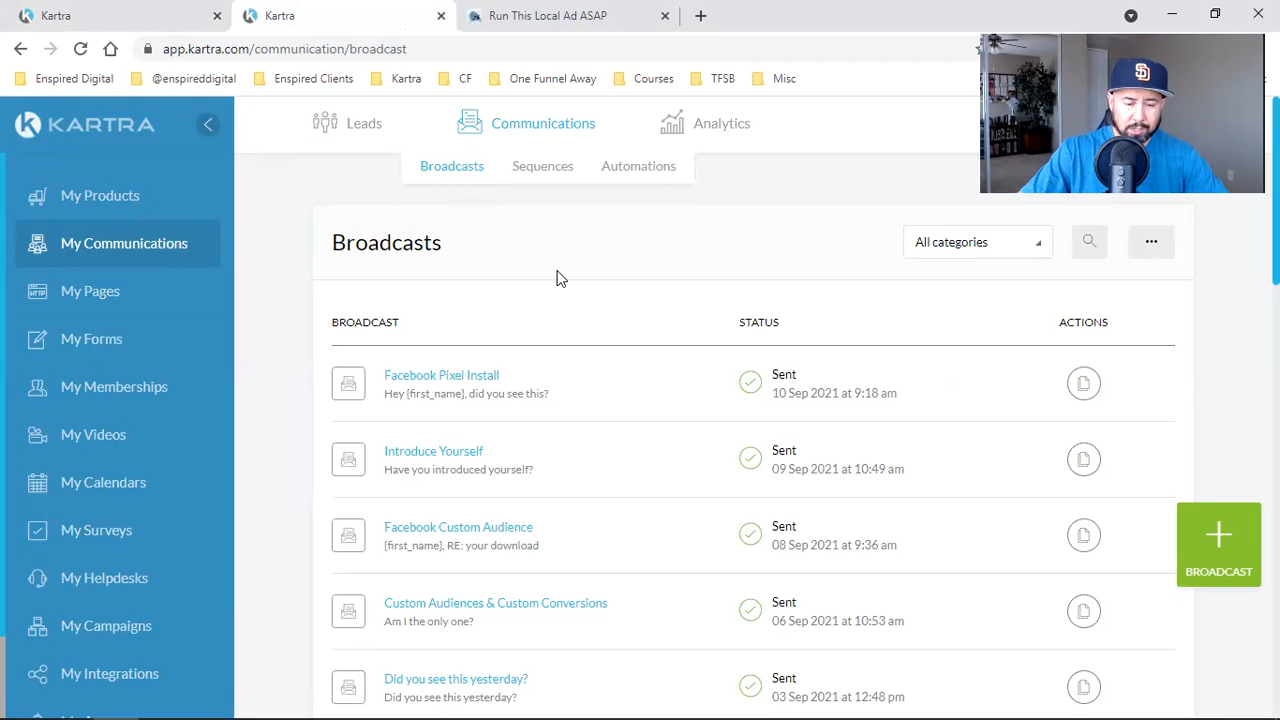 Kartra
Kartra
Run This Local Ad ASAP
app.kartra.com/communication/broadcast
Enspired Digital
@enspireddigital
Enspired Clients
Kartra
CF
One Funnel Away
Courses
TFSB
Misc
KARTRA
Leads
Communications
Analytics
Broadcasts
Sequences
Automations
My Products
My Communications
My Pages
My Forms
My Memberships
My Videos
My Calendars
My Surveys
My Helpdesks
My Campaigns
My Integrations
Broadcasts
All categories
BROADCAST
STATUS
ACTIONS
Facebook Pixel Install
Hey {first_name}, did you see this?
Sent
10 Sep 2021 at 9:18 am
Introduce Yourself
Have you introduced yourself?
Sent
09 Sep 2021 at 10:49 am
Facebook Custom Audience
{first_name}, RE: your download
Sent
08 Sep 2021 at 9:36 am
Custom Audiences & Custom Conversions
Am I the only one?
Sent
06 Sep 2021 at 10:53 am
Did you see this yesterday?
Did you see this yesterday?
Sent
03 Sep 2021 at 12:48 pm
BROADCAST
SD